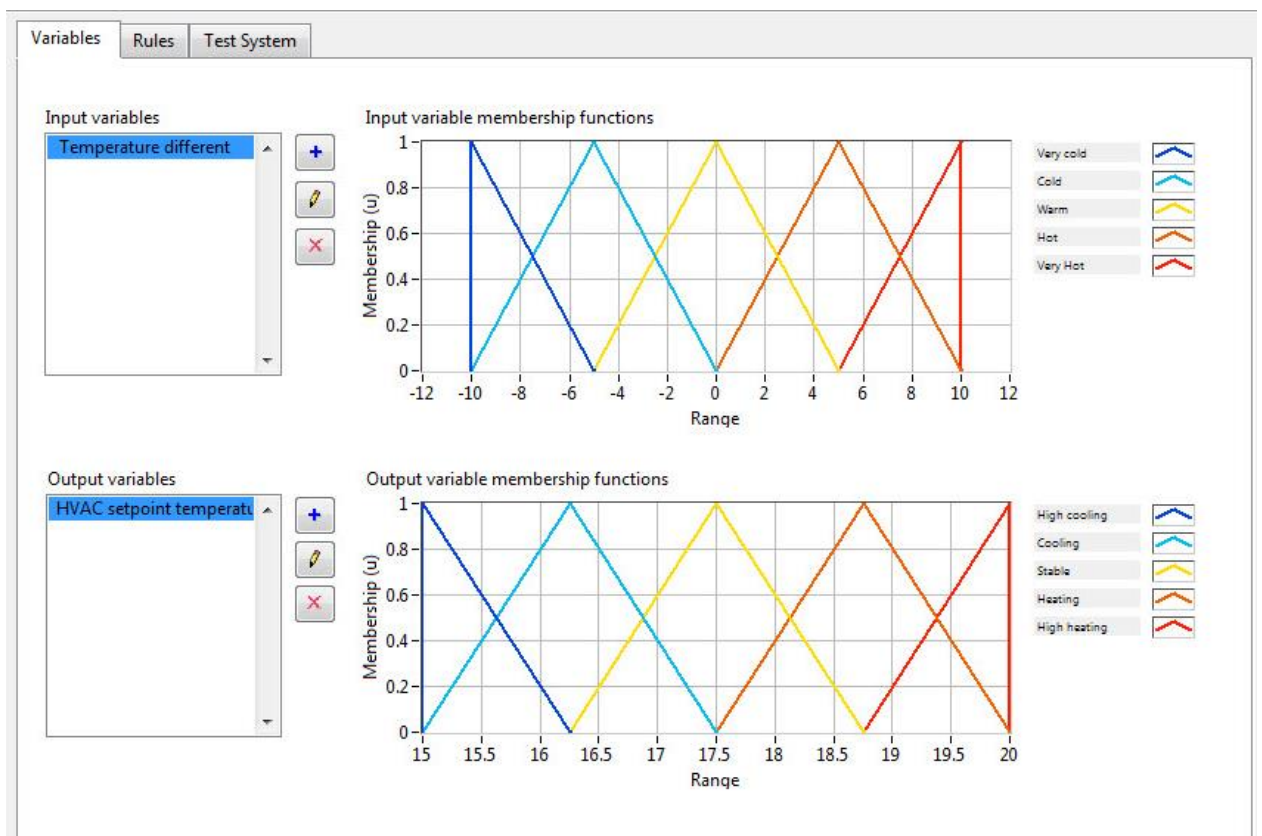 Variables Rules Test System
Input variables
Temperature different
Input variable membership functions
Membership (u)
1
0.8
0.6
0.4
0.2
0
-12 -10 -8 -6 -4 -2 0 2 4 6 8 10 12
Range
Very cold
Cold
Warm
Hot
Very Hot
Output variables
HVAC setpoint temperatu
Output variable membership functions
Membership (u)
1
0.8
0.6
0.4
0.2
0
15 15.5 16 16.5 17 17.5 18 18.5 19 19.5 20
Range
High cooling
Cooling
Stable
Heating
High heating